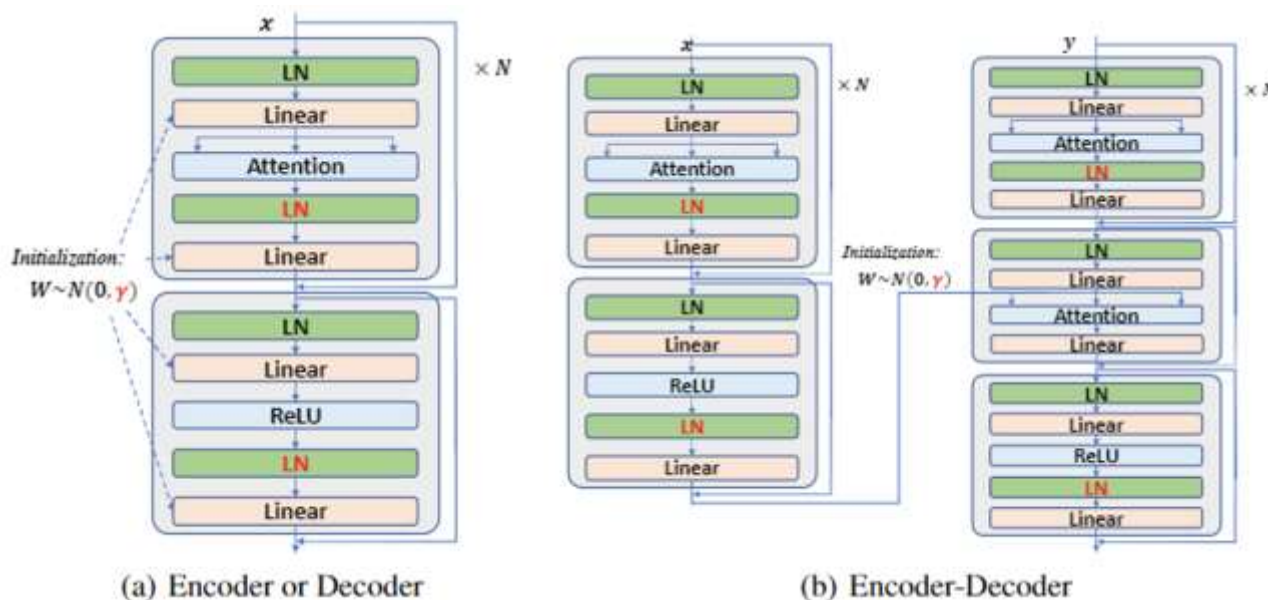 x
× N
LN
Linear
Attention
LN
Linear
Initialization:
W~N(0, γ)
LN
Linear
ReLU
LN
Linear
(a) Encoder or Decoder
x
× N
LN
Linear
Attention
LN
Linear
LN
Linear
ReLU
LN
Linear
Initialization:
W~N(0, γ)
y
× N
LN
Linear
Attention
LN
Linear
LN
Linear
Attention
Linear
LN
Linear
ReLU
LN
Linear
(b) Encoder-Decoder